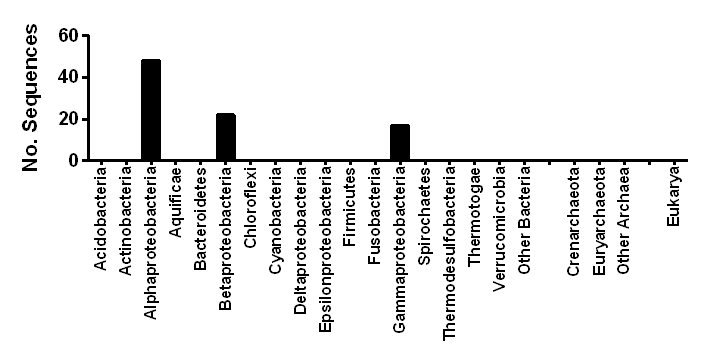 No. Sequences
60
40
20
0
Acidobacteria
Actinobacteria
Alphaproteobacteria
Aquificae
Bacteroidetes
Betaproteobacteria
Chloroflexi
Cyanobacteria
Deltaproteobacteria
Epsilonproteobacteria
Firmicutes
Fusobacteria
Gammaproteobacteria
Spirochaetes
Thermodesulfobacteria
Thermotogae
Verrucomicrobia
Other Bacteria
Crenarchaeota
Euryarchaeota
Other Archaea
Eukarya